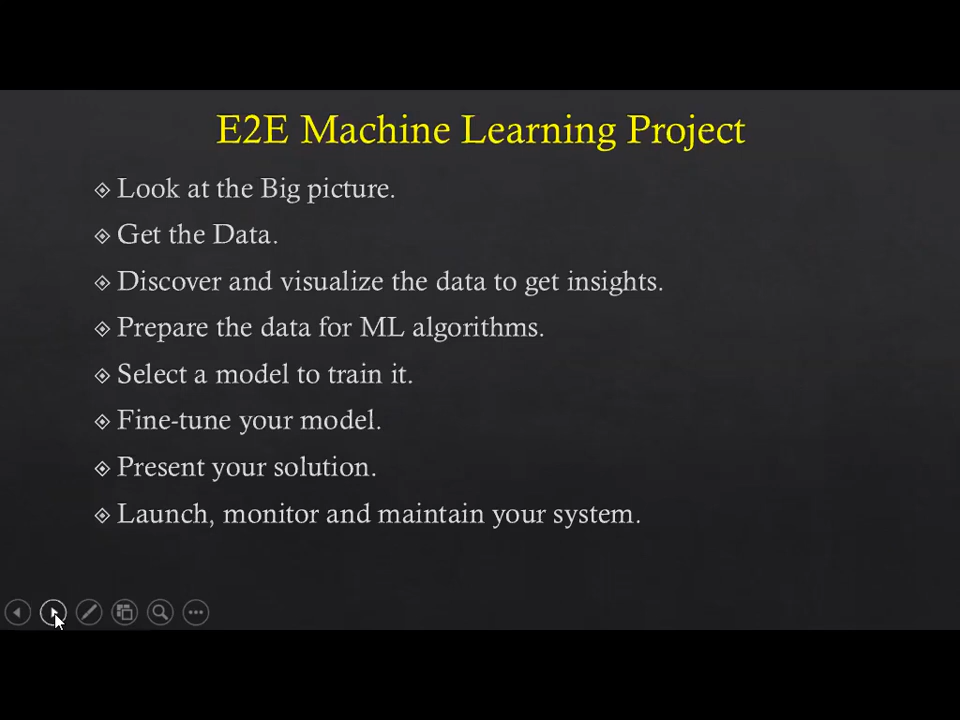 E2E Machine Learning Project
Look at the Big picture.
Get the Data.
Discover and visualize the data to get insights.
Prepare the data for ML algorithms.
Select a model to train it.
Fine-tune your model.
Present your solution.
Launch, monitor and maintain your system.